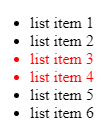 • list item 1
• list item 2
• list item 3
• list item 4
• list item 5
• list item 6